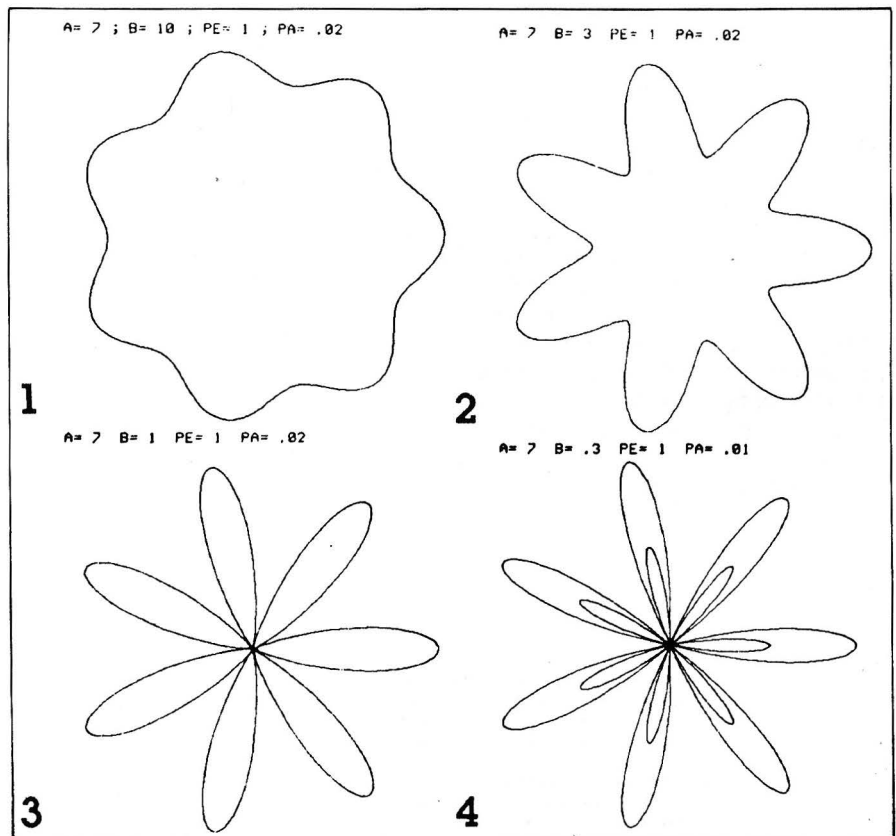 A= 7 ; B= 10 ; PE= 1 ; PA= .02
A= 7 B= 3 PE= 1 PA= .02
1
2
A= 7 B= 1 PE= 1 PA= .02
A= 7 B= .3 PE= 1 PA= .01
3
4